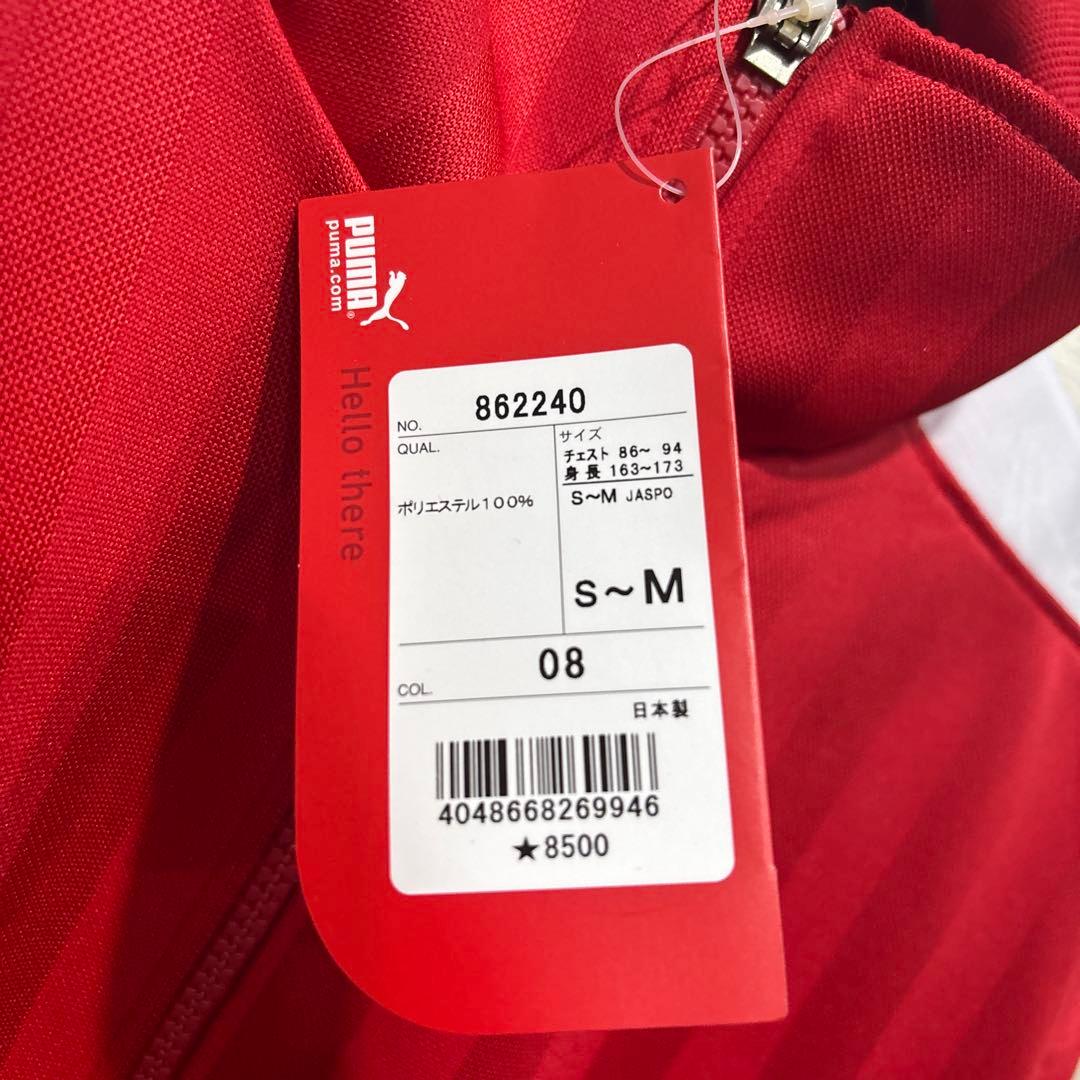 PUMA®
puma.com
Hello there
NO. 862240
QUAL.
ポリエステル100%
サイズ
チェスト 86~ 94
身長 163~173
S~M JASPO
S~M
COL. 08
日本製
4048668269946
★8500